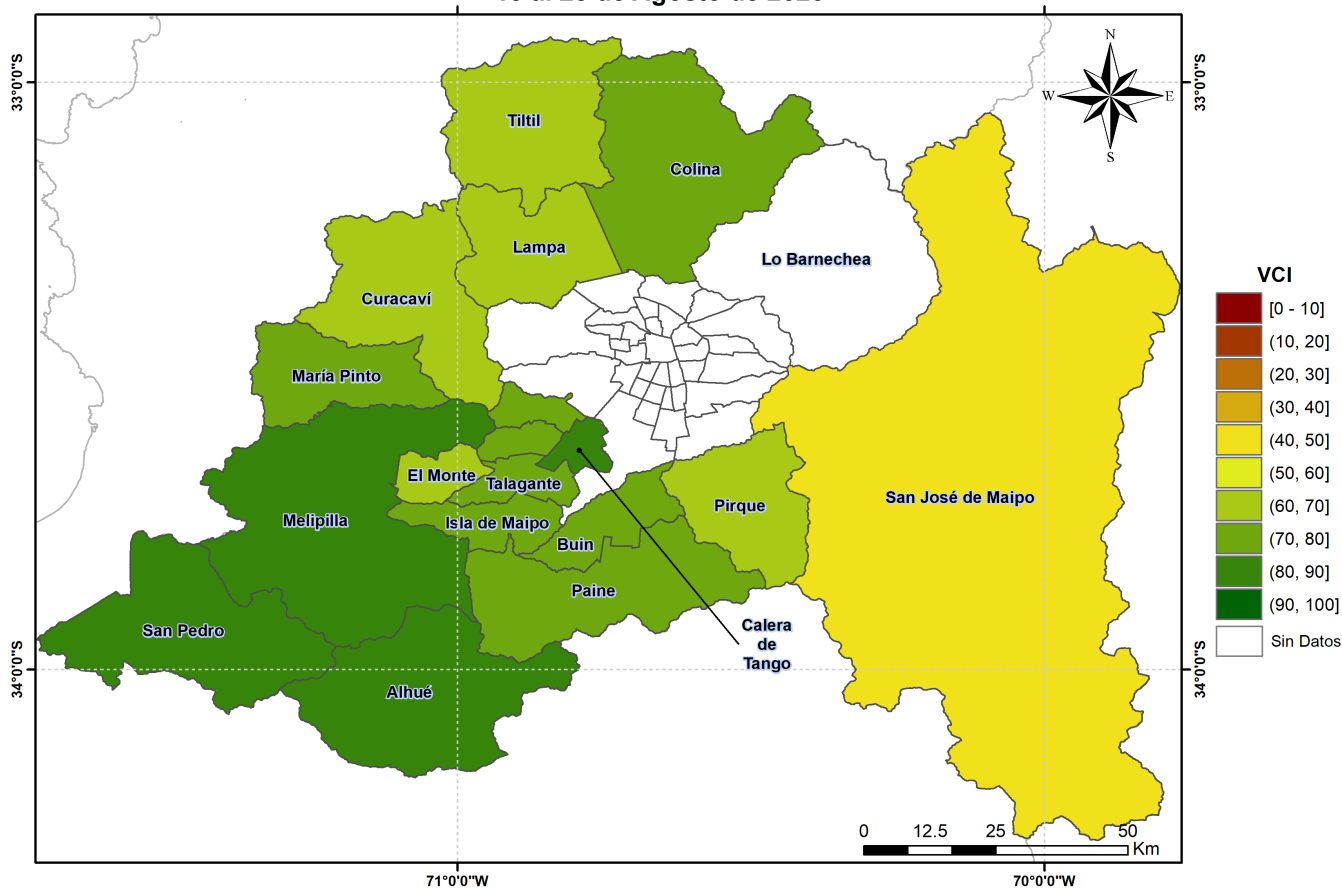 N
W E
S
33°0'0"S
33°0'0"S
Tiltil
Colina
Lampa
Lo Barnechea
Curacaví
María Pinto
El Monte
Talagante
Melipilla
Isla de Maipo
Pirque
San José de Maipo
Buin
Paine
San Pedro
Calera
de
Tango
Alhué
34°0'0"S
34°0'0"S
VCI
[0 - 10]
(10, 20]
(20, 30]
(30, 40]
(40, 50]
(50, 60]
(60, 70]
(70, 80]
(80, 90]
(90, 100]
Sin Datos
0 12.5 25 50
Km
71°0'0"W
70°0'0"W